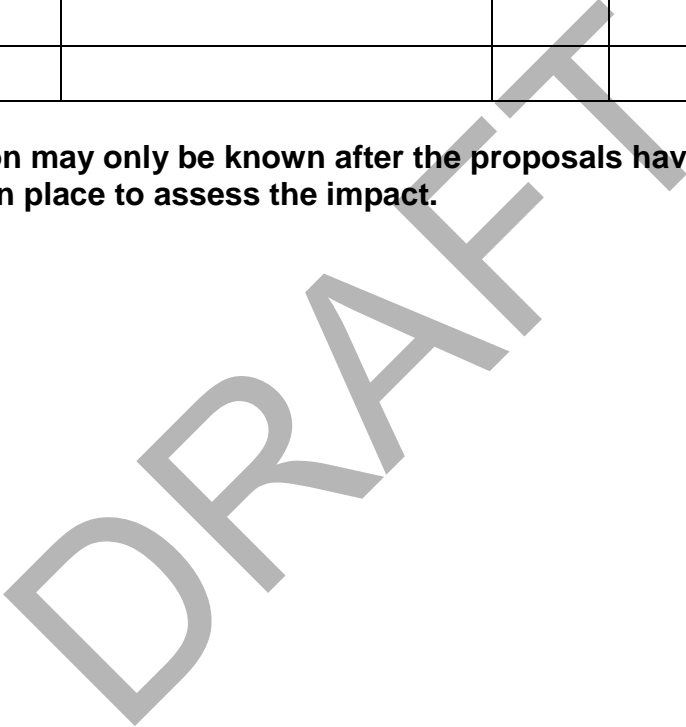 on may only be known after the proposals hav
n place to assess the impact.
DRAFT